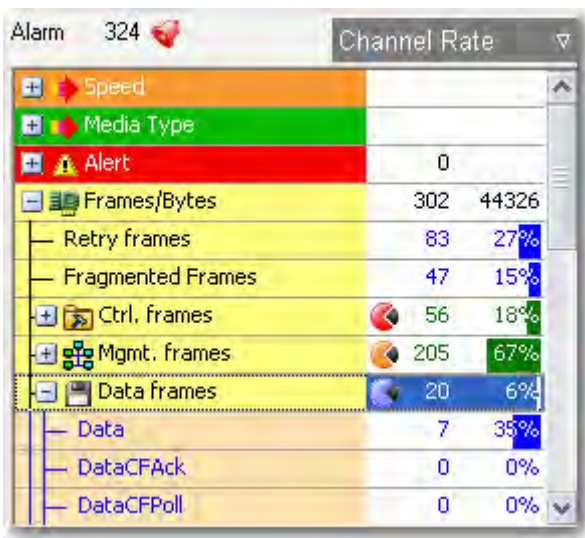 Alarm 324 Channel Rate
Speed
Media Type
Alert 0
Frames/Bytes 302 44326
Retry frames 83 27%
Fragmented Frames 47 15%
Ctrl. frames 56 18%
Mgmt. frames 205 67%
Data frames 20 6%
Data 7 35%
DataCFAck 0 0%
DataCFPoll 0 0%